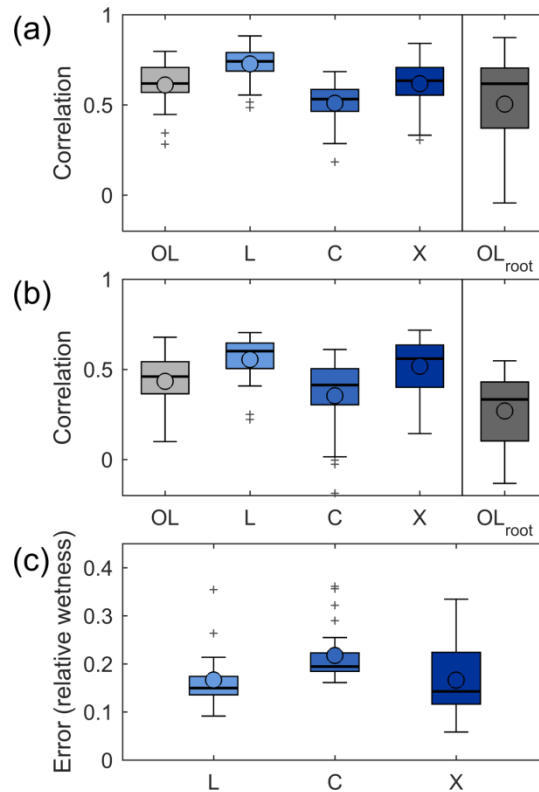 (a)
1
0.5
0
Correlation
OL L C X OLroot
(b)
1
0.5
0
Correlation
OL L C X OLroot
(c)
0.4
0.3
0.2
0.1
0
Error (relative wetness)
L C X